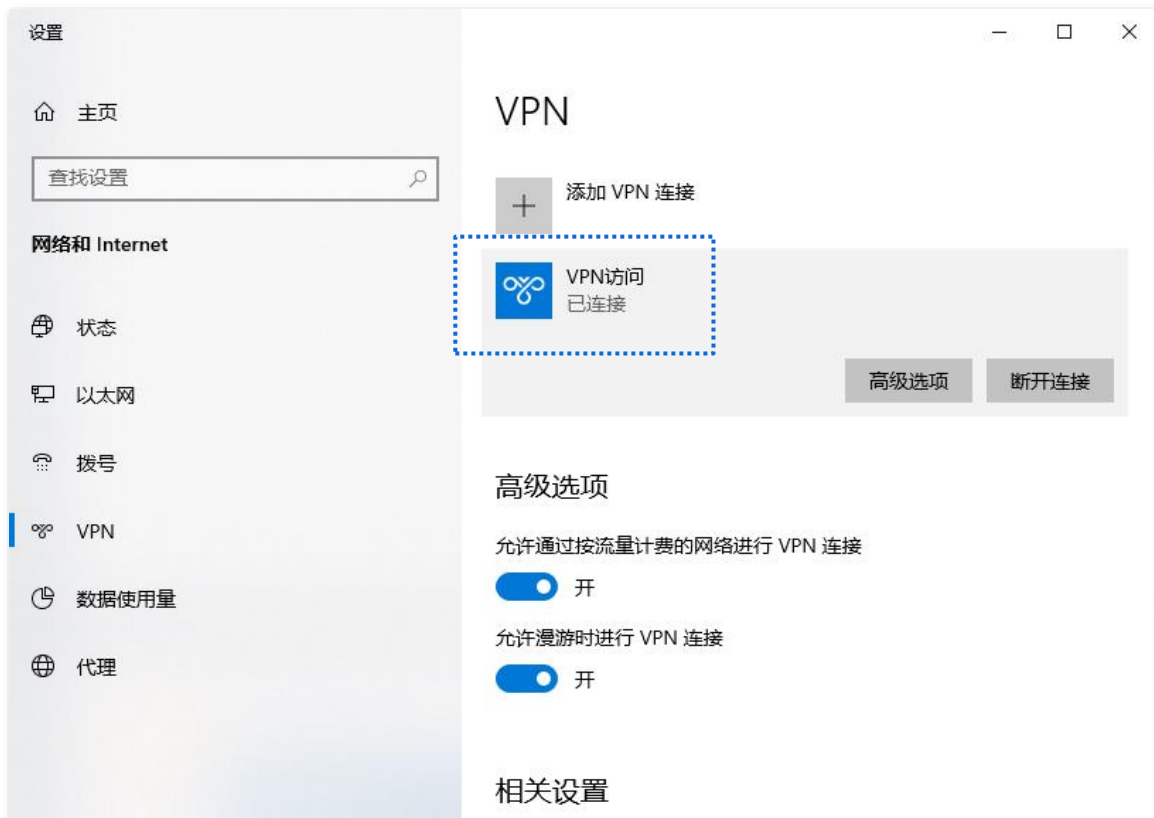 设置
主页
查找设置
网络和 Internet
状态
以太网
拨号
VPN
数据使用量
代理
VPN
添加 VPN 连接
VPN访问
已连接
高级选项
断开连接
高级选项
允许通过按流量计费的网络进行 VPN 连接
开
允许漫游时进行 VPN 连接
开
相关设置